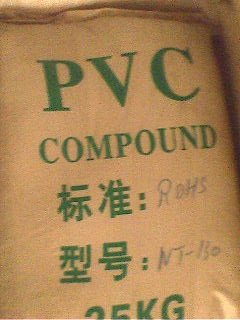 PVC
COMPOUND
标准: ROHS
型号: NT-130
25KG